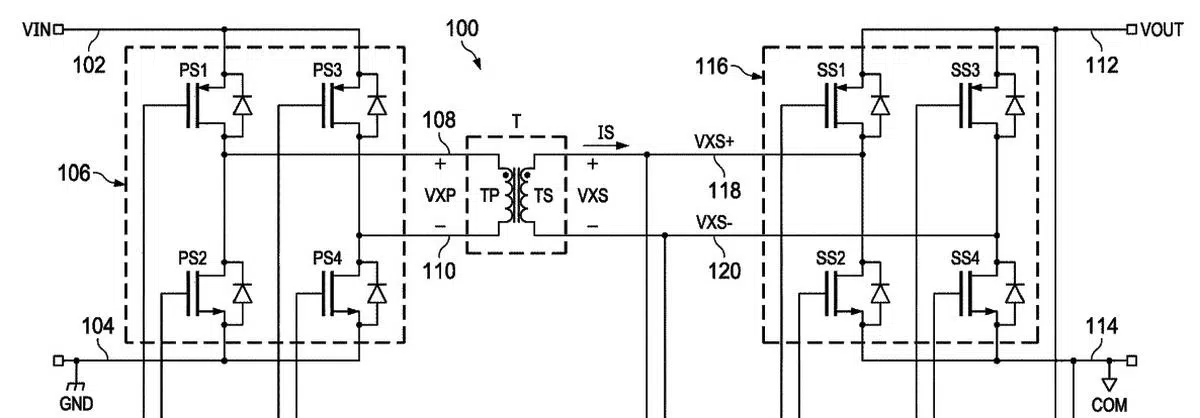 VIN
102
100
VOUT
112
PS1
PS3
116
SS1
SS3
108
T
IS
VXS+
118
106
+
VXP
TP
TS
+
VXS
–
–
VXS-
110
120
PS2
PS4
SS2
SS4
104
114
GND
COM